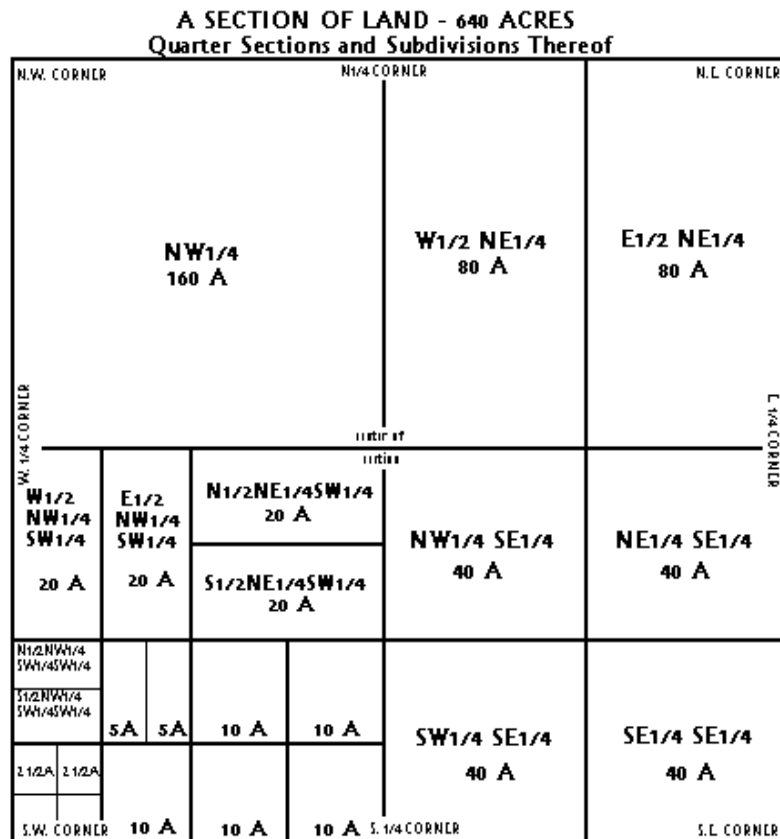 A SECTION OF LAND - 640 ACRES
Quarter Sections and Subdivisions Thereof
N.W. CORNER
N1/4 CORNER
N.E. CORNER
NW1/4
160 A
W1/2 NE1/4
80 A
E1/2 NE1/4
80 A
W. 1/4 CORNER
center of
section
E. 1/4 CORNER
W1/2
NW1/4
SW1/4
20 A
E1/2
NW1/4
SW1/4
20 A
N1/2NE1/4SW1/4
20 A
S1/2NE1/4SW1/4
20 A
NW1/4 SE1/4
40 A
NE1/4 SE1/4
40 A
N1/2NW1/4
SW1/4SW1/4
S1/2NW1/4
SW1/4SW1/4
5A
5A
10 A
10 A
SW1/4 SE1/4
40 A
SE1/4 SE1/4
40 A
2 1/2A
2 1/2A
S.W. CORNER
10 A
10 A
10 A
S. 1/4 CORNER
S.E. CORNER